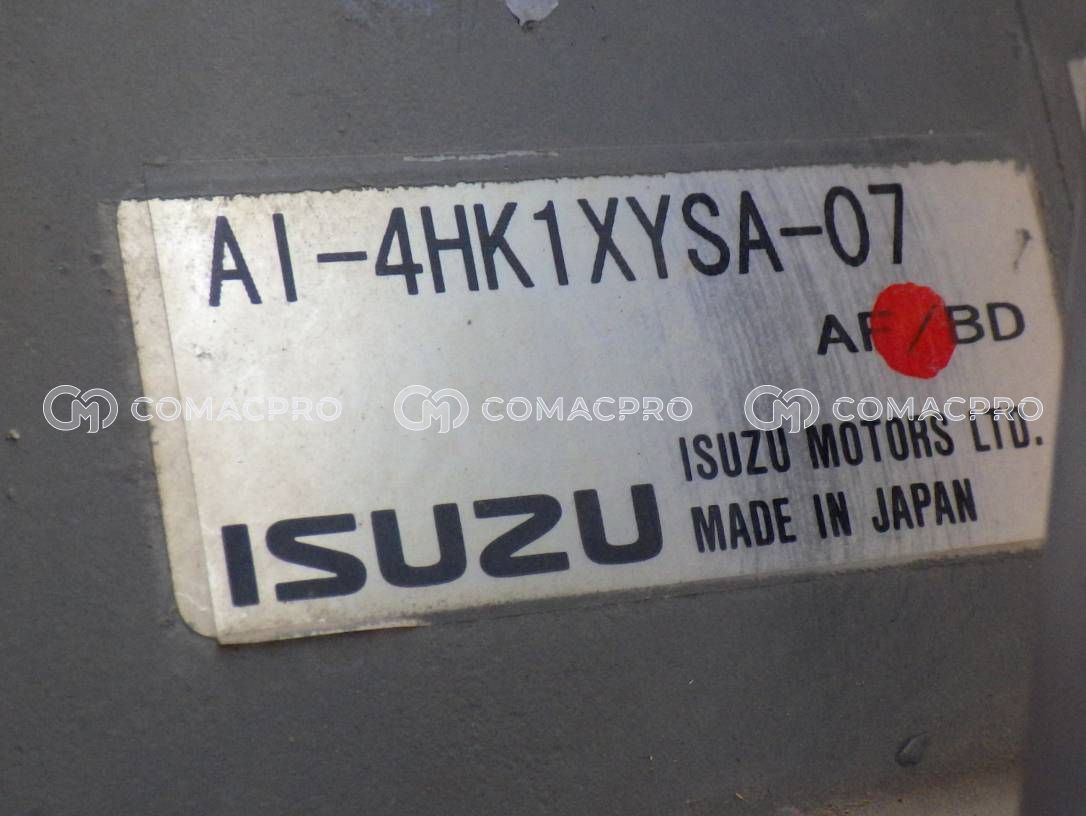 AI-4HK1XYSA-07
AF/BD
COMACPRO COMACPRO COMACPRO
ISUZU MOTORS LTD.
MADE IN JAPAN
ISUZU